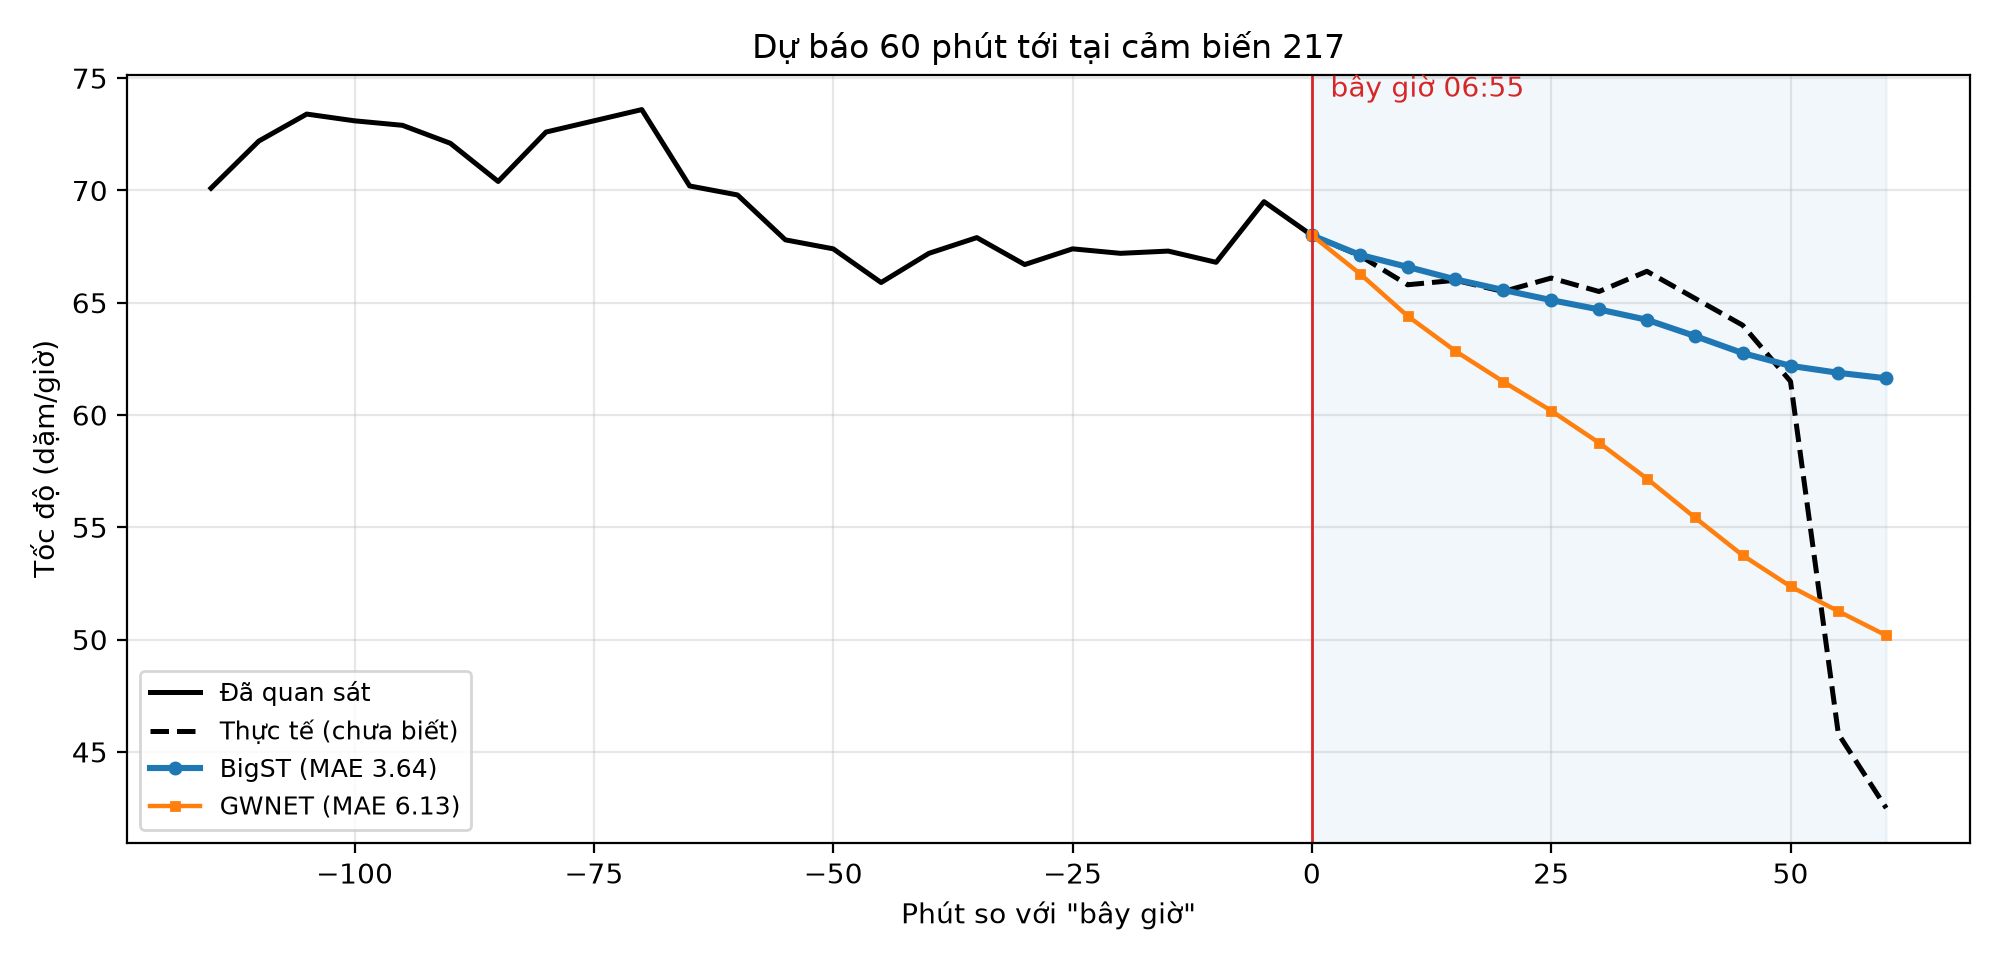 Dự báo 60 phút tới tại cảm biến 217
bây giờ 06:55
Tốc độ (dặm/giờ)
75
70
65
60
55
50
45
Đã quan sát
Thực tế (chưa biết)
BigST (MAE 3.64)
GWNET (MAE 6.13)
−100
−75
−50
−25
0
25
50
Phút so với "bây giờ"